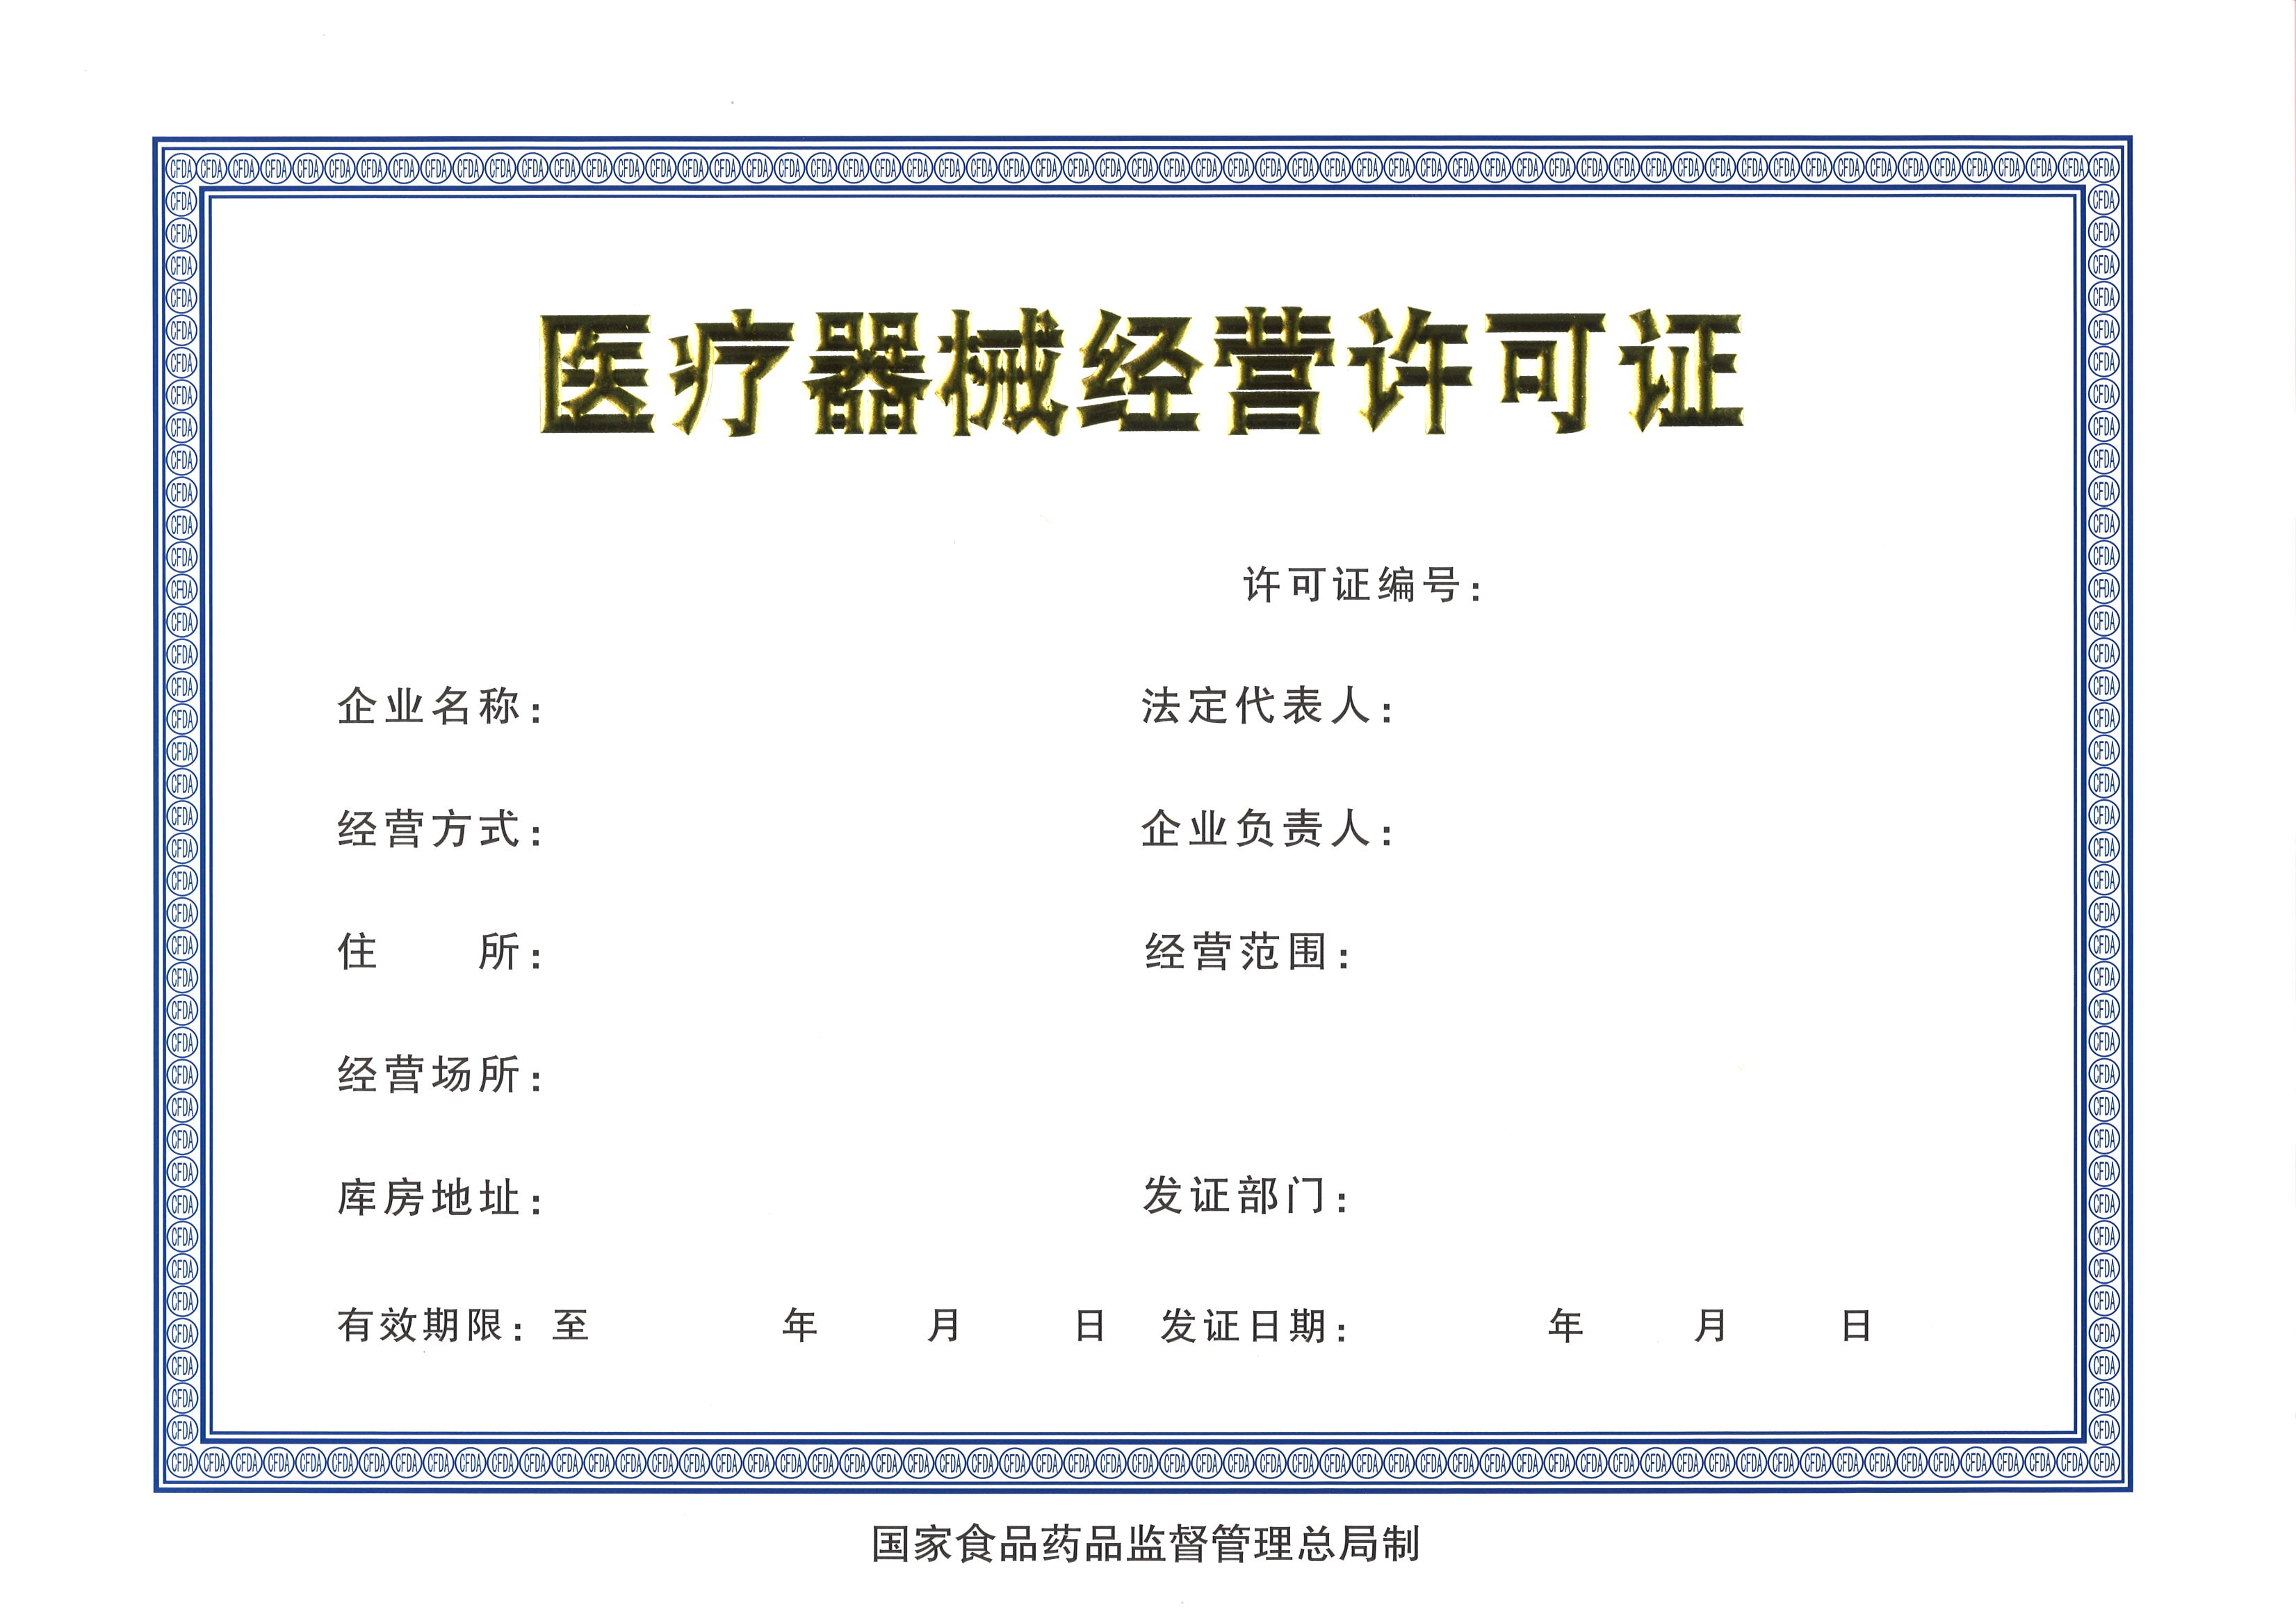 医疗器械经营许可证
许可证编号：
企业名称： 法定代表人：
经营方式： 企业负责人：
住 所： 经营范围：
经营场所：
库房地址： 发证部门：
有效期限：至 年 月 日 发证日期： 年 月 日
国家食品药品监督管理总局制
CFDA